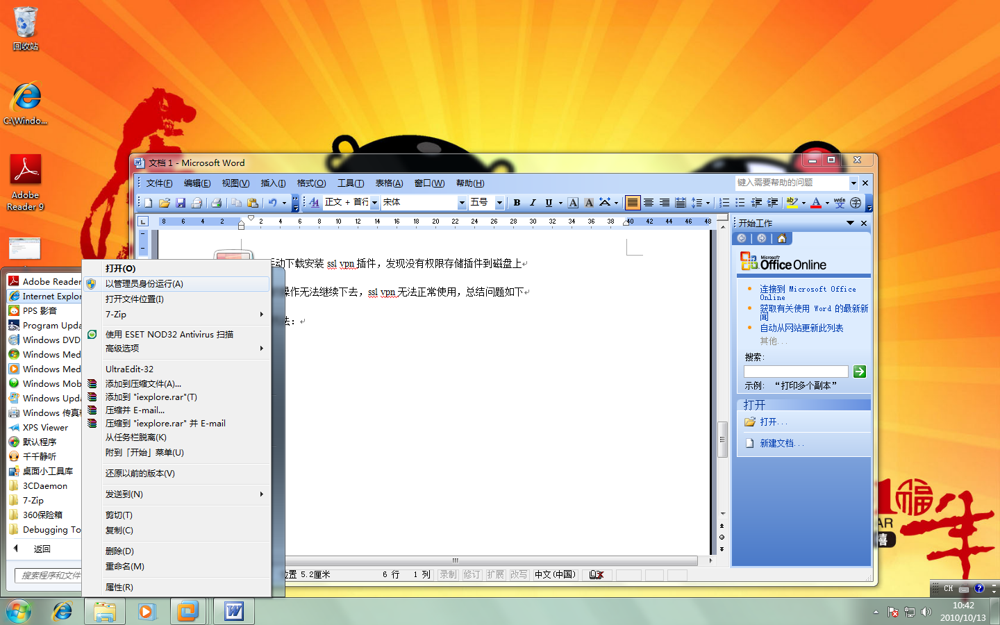 回收站
C:\Windo...
Adobe
Reader 9
文档 1 - Microsoft Word
文件(F) 编辑(E) 视图(V) 插入(I) 格式(O) 工具(T) 表格(A) 窗口(W) 帮助(H)
键入需要帮助的问题
正文 + 首行 宋体 五号 B I U A A A wén 字
L 8 6 4 2 2 4 6 8 10 12 14 16 18 20 22 24 26 28 30 32 34 36 38 40 42 44 46 48
动下载安装 ssl vpn 插件，发现没有权限存储插件到磁盘上
操作无法继续下去，ssl vpn 无法正常使用，总结问题如下
法：
开始工作
Office Online
连接到 Microsoft Office
Online
获取有关使用 Word 的最新新
闻
自动从网站更新此列表
其他...
搜索:
示例: “打印多个副本”
打开
打开...
新建文档...
位置 5.2厘米 6 行 1 列 录制 修订 扩展 改写 中文(中国)
Adobe Reader
Internet Explor
PPS 影音
Program Upda
Windows DVD
Windows Med
Windows Med
Windows Mob
Windows Upda
Windows 传真
XPS Viewer
默认程序
千千静听
桌面小工具库
3CDaemon
7-Zip
360保险箱
Debugging To
返回
搜索程序和文件
打开(O)
以管理员身份运行(A)
打开文件位置(I)
7-Zip
使用 ESET NOD32 Antivirus 扫描
高级选项
UltraEdit-32
添加到压缩文件(A)...
添加到 "iexplore.rar"(T)
压缩并 E-mail...
压缩到 "iexplore.rar" 并 E-mail
从任务栏脱离(K)
附到「开始」菜单(U)
还原以前的版本(V)
发送到(N)
剪切(T)
复制(C)
删除(D)
重命名(M)
属性(R)
福
牛
AR
禧
CH
10:42
2010/10/13